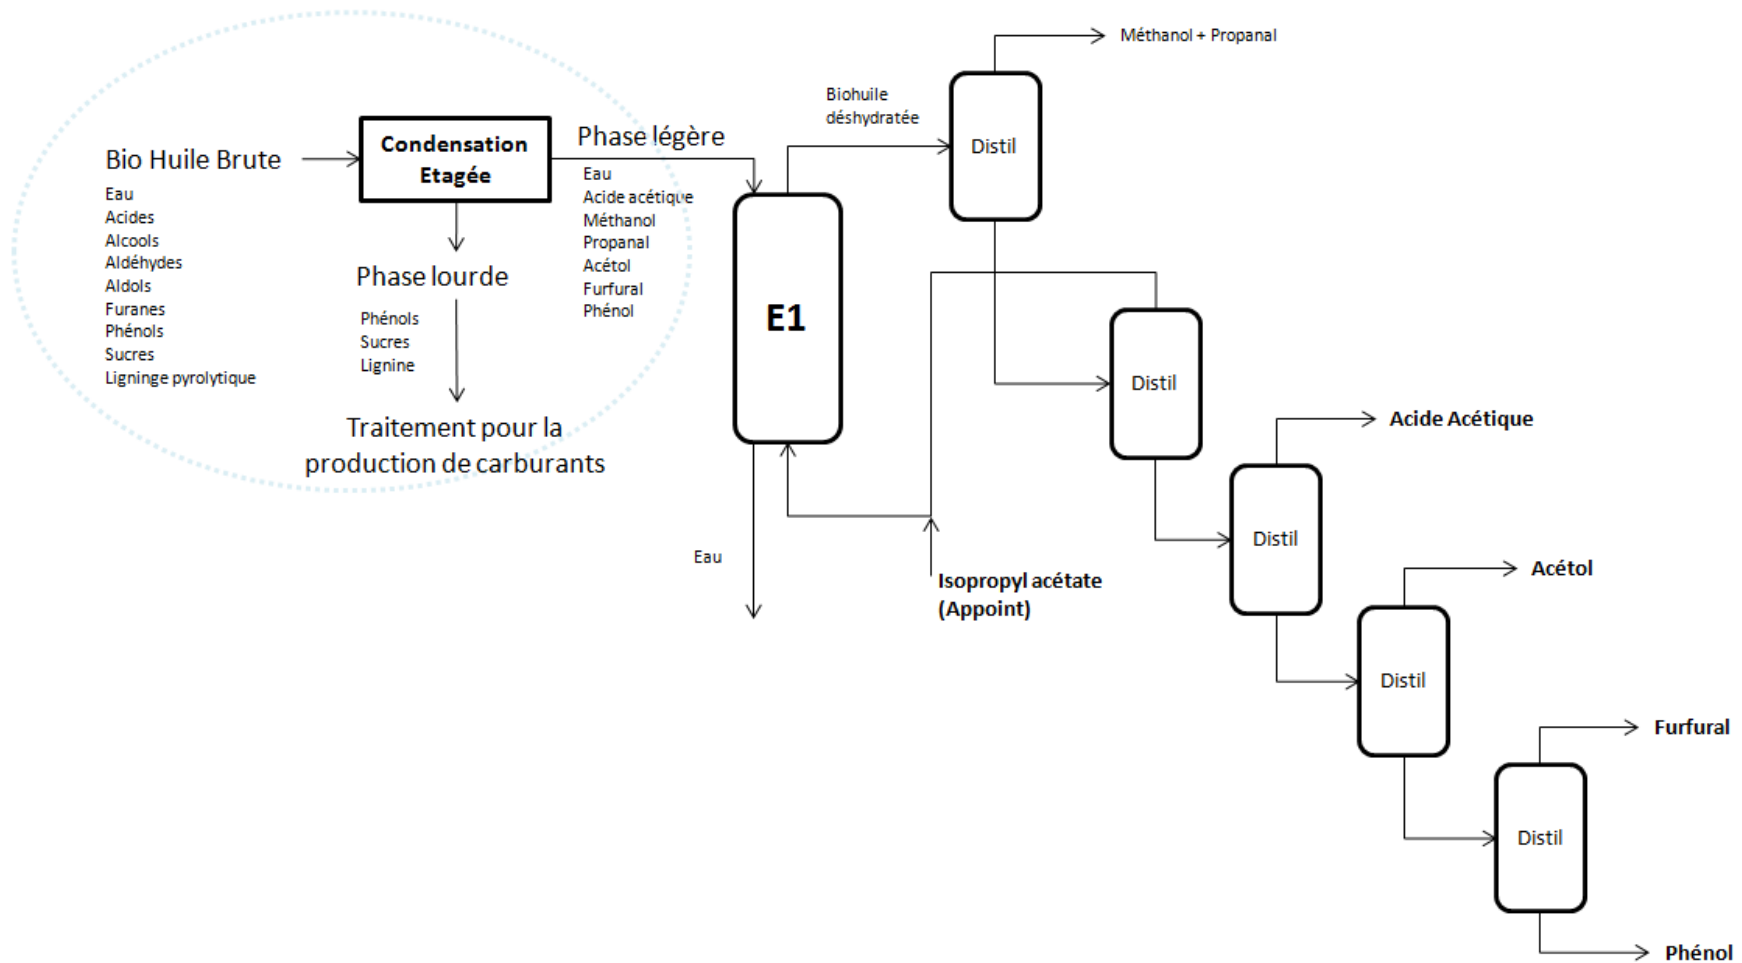 Bio Huile Brute
Eau
Acides
Alcools
Aldéhydes
Aldols
Furanes
Phénols
Sucres
Ligninge pyrolytique
Condensation
Etagée
Phase lourde
Phénols
Sucres
Lignine
Traitement pour la
production de carburants
Phase légère
Eau
Acide acétique
Méthanol
Propanal
Acétol
Furfural
Phénol
E1
Eau
Biohuile
déshydratée
Distil
Méthanol + Propanal
Isopropyl acétate
(Appoint)
Distil
Distil
Acide Acétique
Distil
Acétol
Distil
Furfural
Phénol